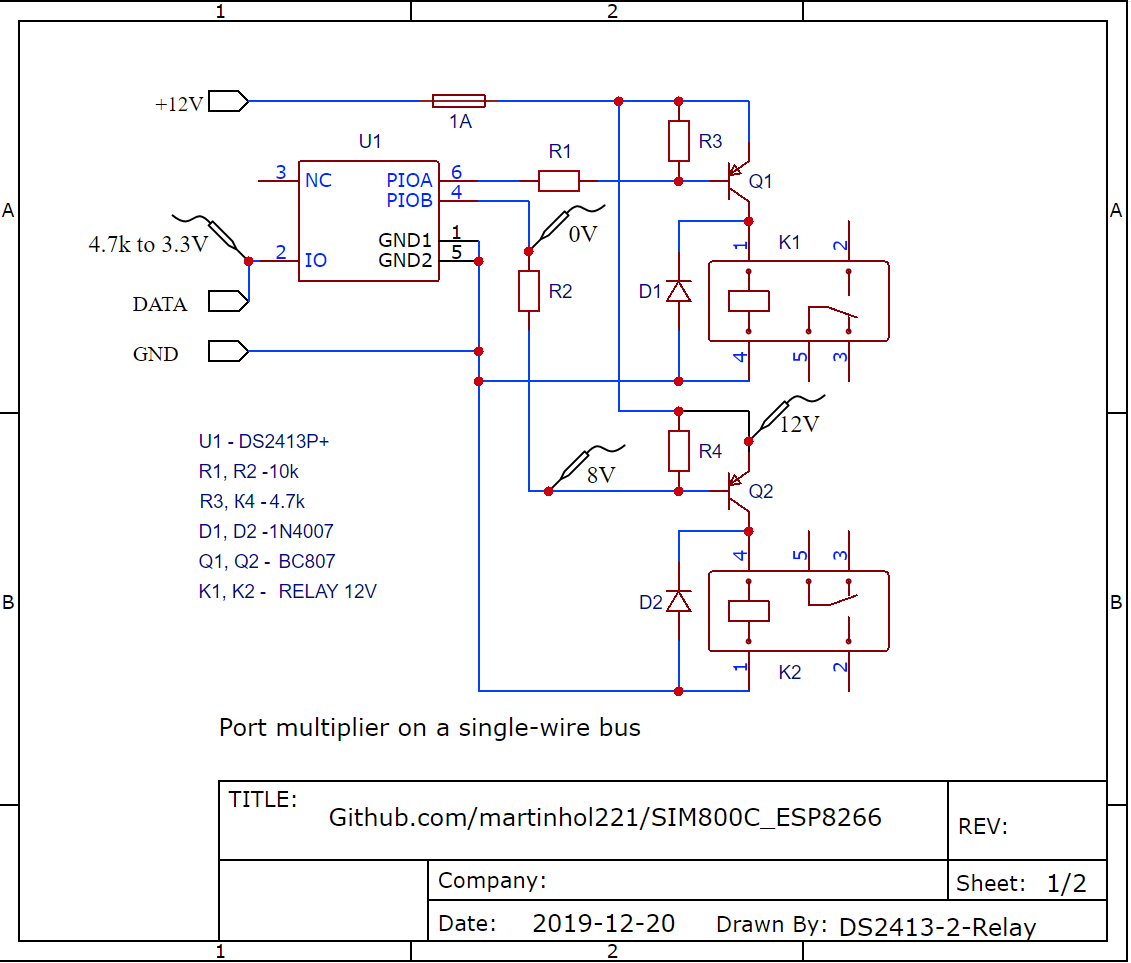 1 2
+12V
1A
U1
R1
R3
3 NC PIOA 6
PIOB 4
Q1
A
A
4.7k to 3.3V
0V
GND1 1
2 IO GND2 5
K1
1 2
R2
D1
DATA
GND
4 5 3
12V
U1 - DS2413P+
R4
R1, R2 -10k
8V
Q2
R3, K4 - 4.7k
D1, D2 -1N4007
Q1, Q2 - BC807
4 5 3
K1, K2 - RELAY 12V
B
D2
B
1 K2 2
Port multiplier on a single-wire bus
TITLE:
Github.com/martinhol221/SIM800C_ESP8266
REV:
Company:
Sheet: 1/2
Date: 2019-12-20 Drawn By: DS2413-2-Relay
1 2